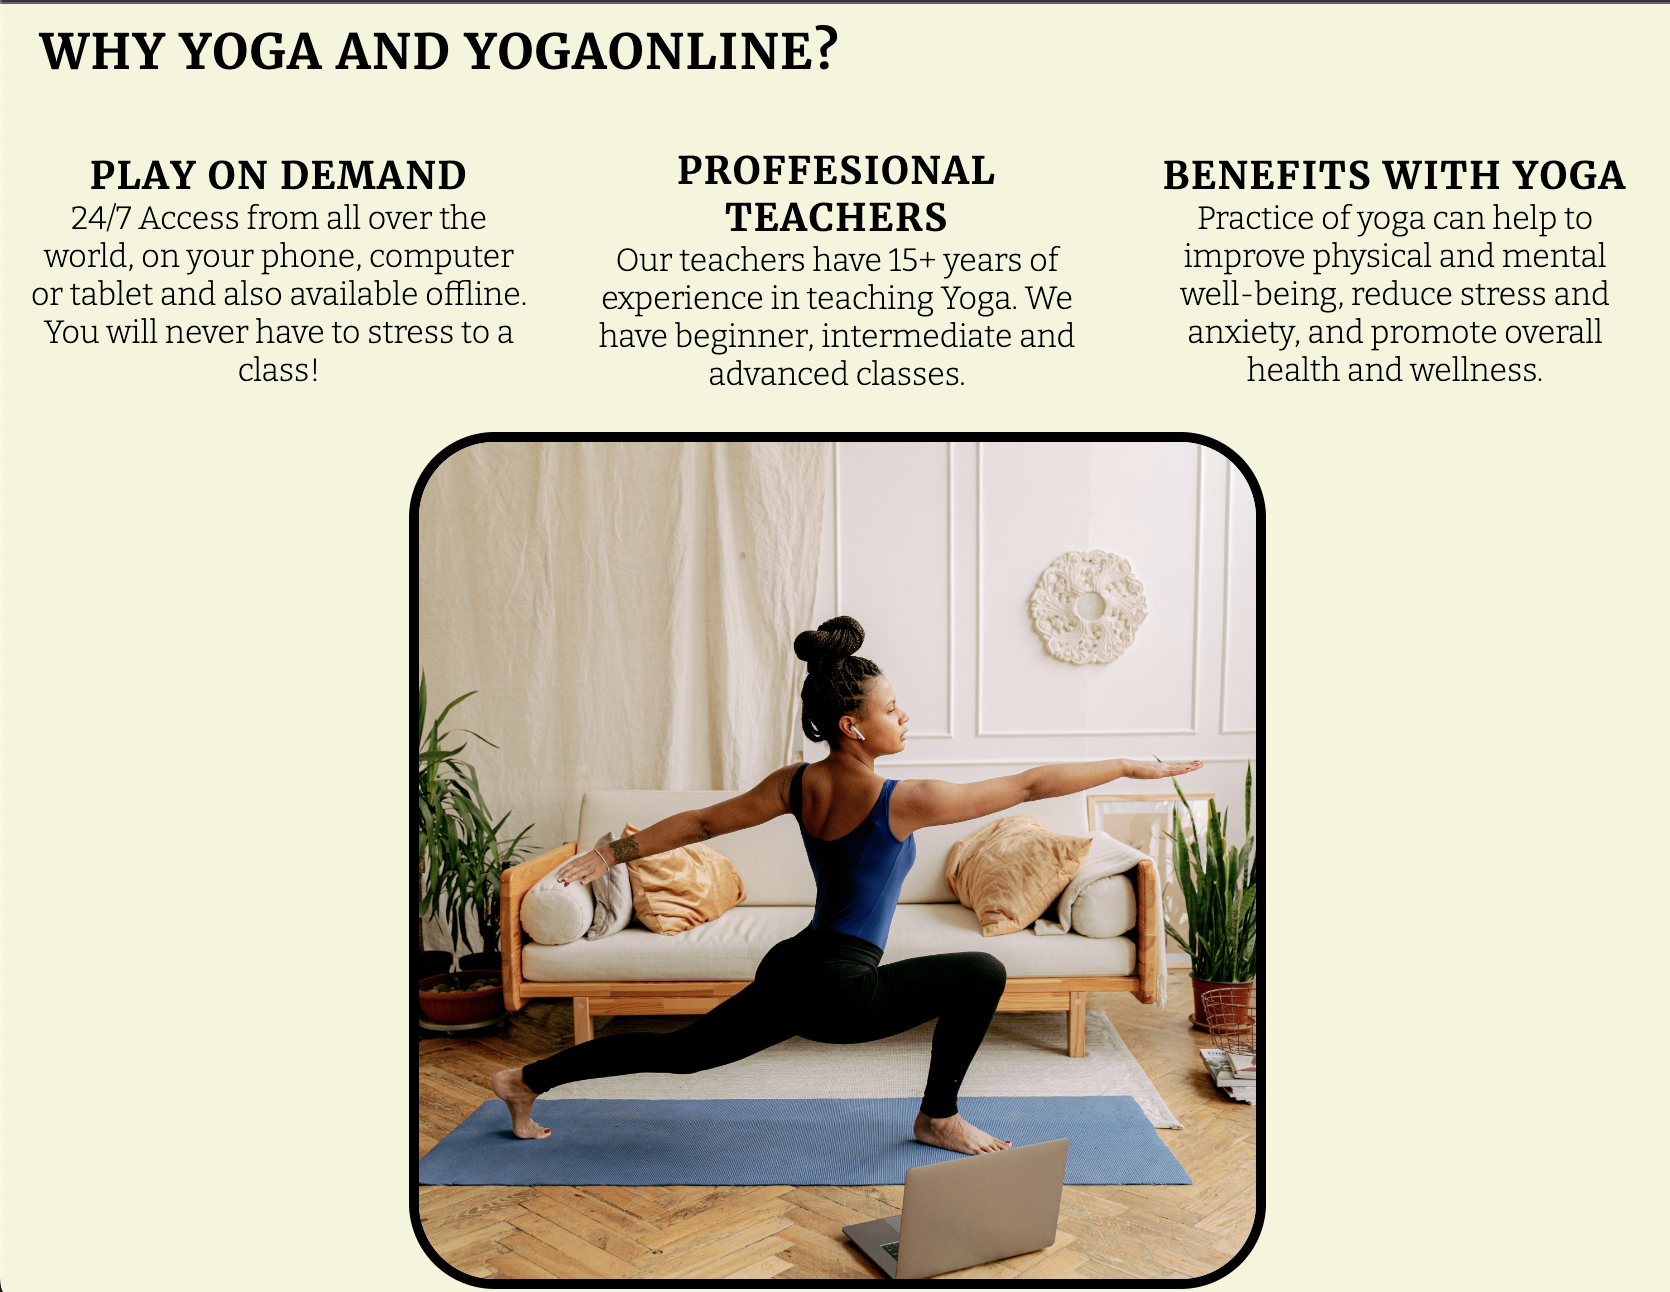 WHY YOGA AND YOGAONLINE?
PLAY ON DEMAND
24/7 Access from all over the
world, on your phone, computer
or tablet and also available offline.
You will never have to stress to a
class!
PROFFESIONAL
TEACHERS
Our teachers have 15+ years of
experience in teaching Yoga. We
have beginner, intermediate and
advanced classes.
BENEFITS WITH YOGA
Practice of yoga can help to
improve physical and mental
well-being, reduce stress and
anxiety, and promote overall
health and wellness.